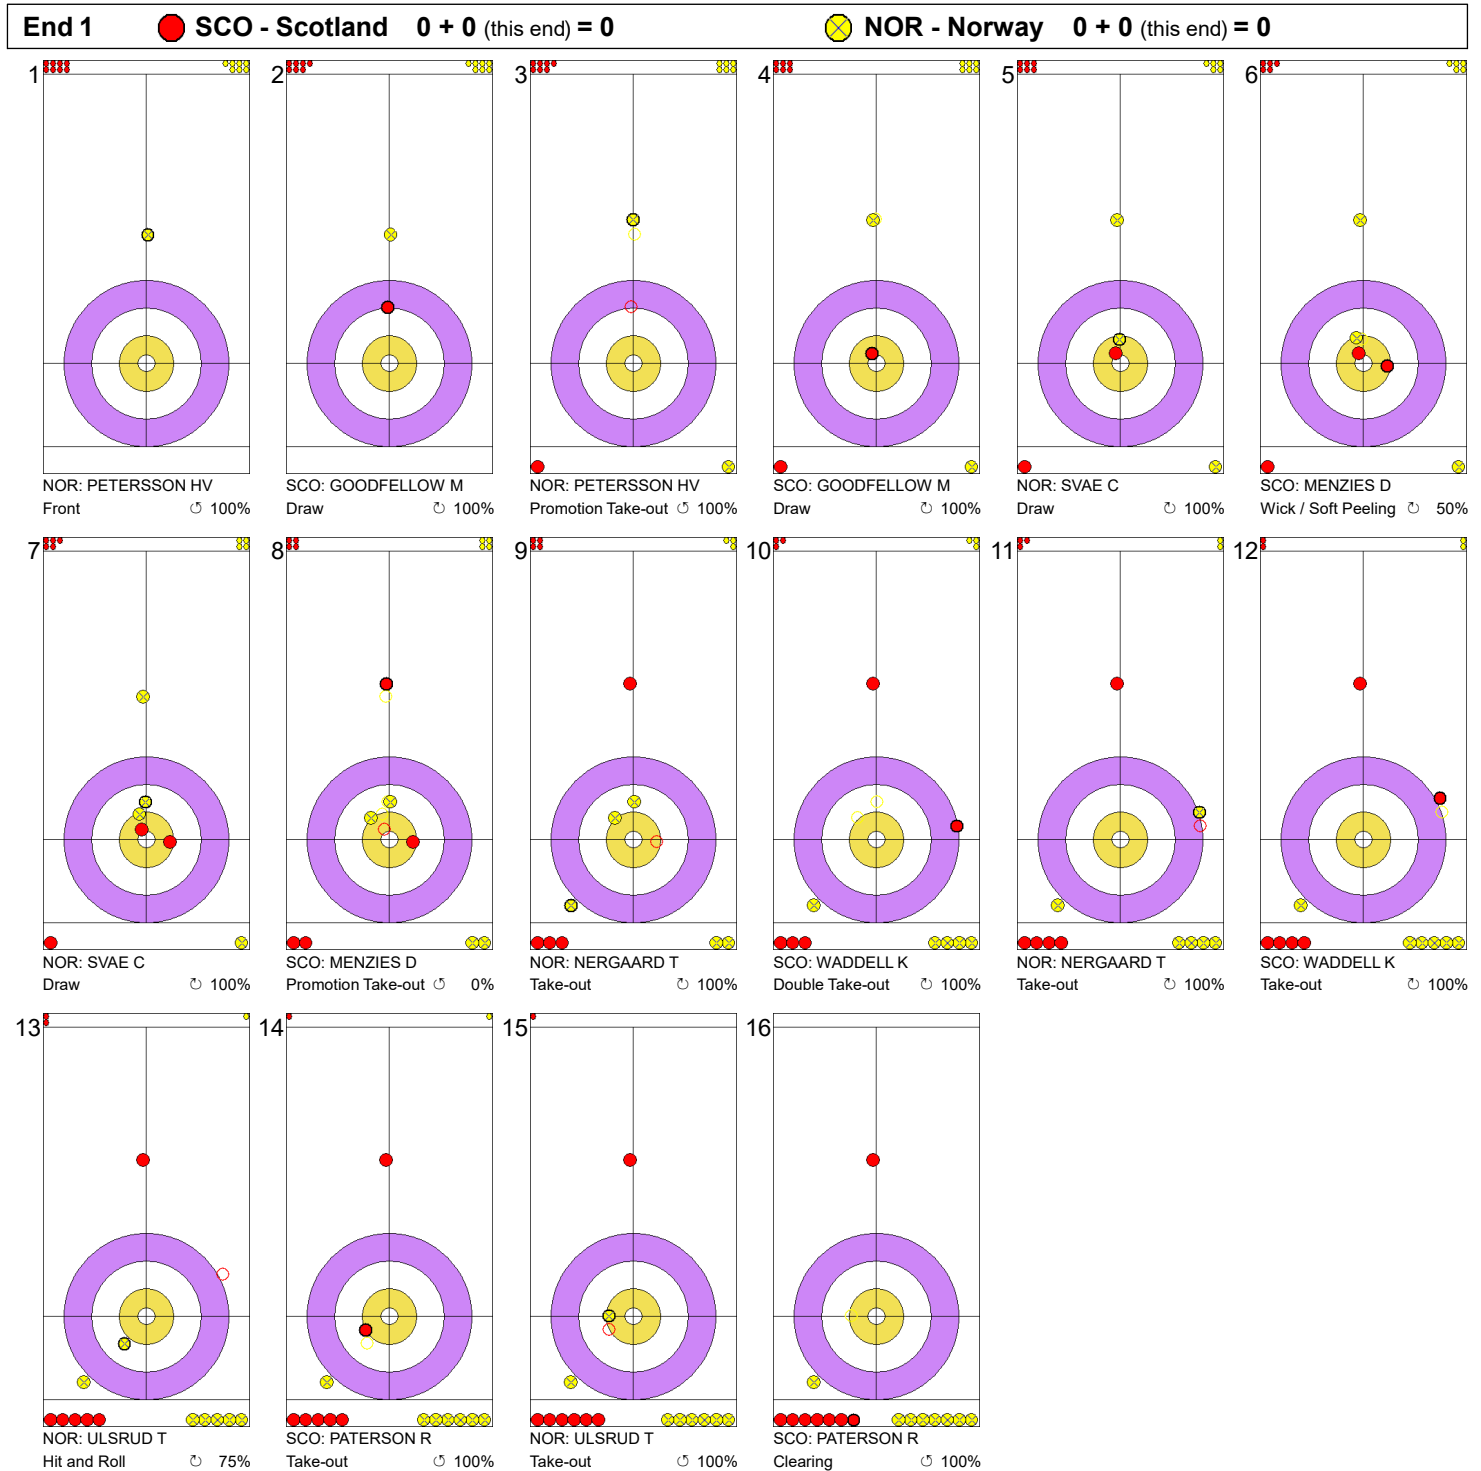 End 1 SCO - Scotland 0 + 0 (this end) = 0 NOR - Norway 0 + 0 (this end) = 0
1 2 3 4 5 6
NOR: PETERSSON HV SCO: GOODFELLOW M NOR: PETERSSON HV SCO: GOODFELLOW M NOR: SVAE C SCO: MENZIES D
Front ↺ 100% Draw ↻ 100% Promotion Take-out ↺ 100% Draw ↻ 100% Draw ↻ 100% Wick / Soft Peeling ↻ 50%
7 8 9 10 11 12
NOR: SVAE C SCO: MENZIES D NOR: NERGAARD T SCO: WADDELL K NOR: NERGAARD T SCO: WADDELL K
Draw ↻ 100% Promotion Take-out ↺ 0% Take-out ↻ 100% Double Take-out ↻ 100% Take-out ↻ 100% Take-out ↻ 100%
13 14 15 16
NOR: ULSRUD T SCO: PATERSON R NOR: ULSRUD T SCO: PATERSON R
Hit and Roll ↻ 75% Take-out ↺ 100% Take-out ↻ 100% Clearing ↺ 100%